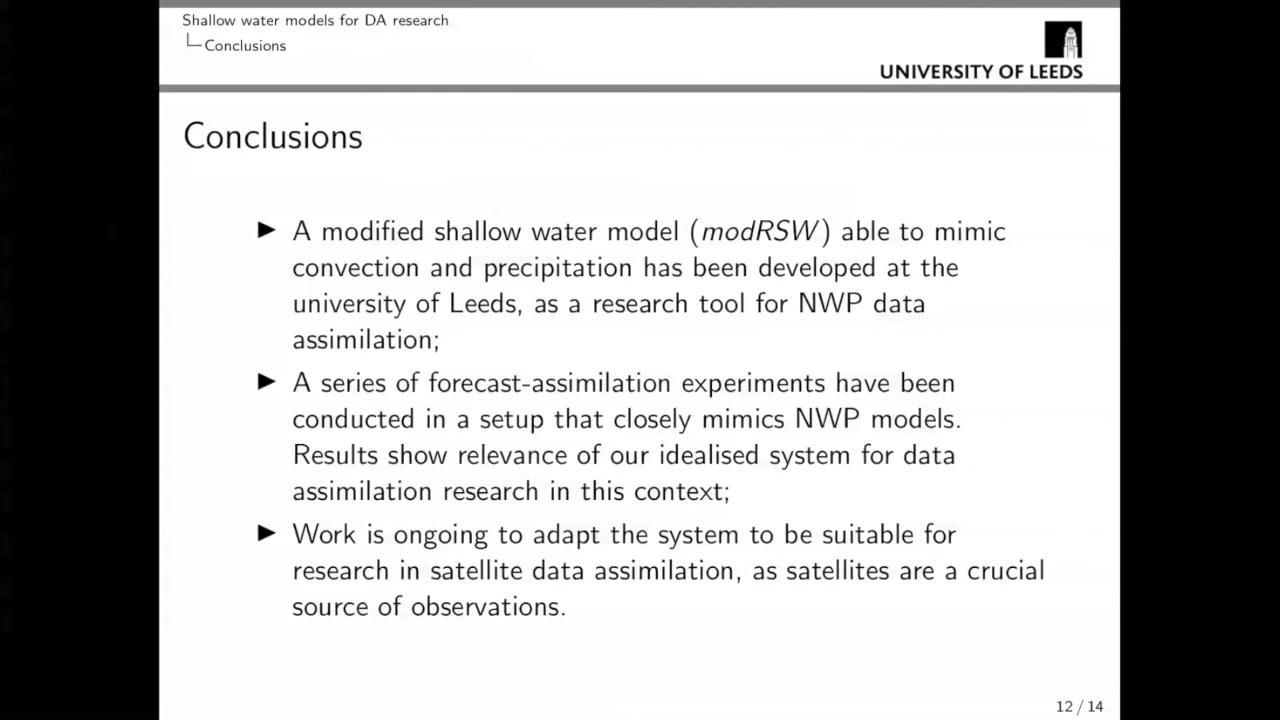 Shallow water models for DA research
Conclusions
UNIVERSITY OF LEEDS
Conclusions
A modified shallow water model (modRSW) able to mimic
convection and precipitation has been developed at the
university of Leeds, as a research tool for NWP data
assimilation;
A series of forecast-assimilation experiments have been
conducted in a setup that closely mimics NWP models.
Results show relevance of our idealised system for data
assimilation research in this context;
Work is ongoing to adapt the system to be suitable for
research in satellite data assimilation, as satellites are a crucial
source of observations.
12 / 14